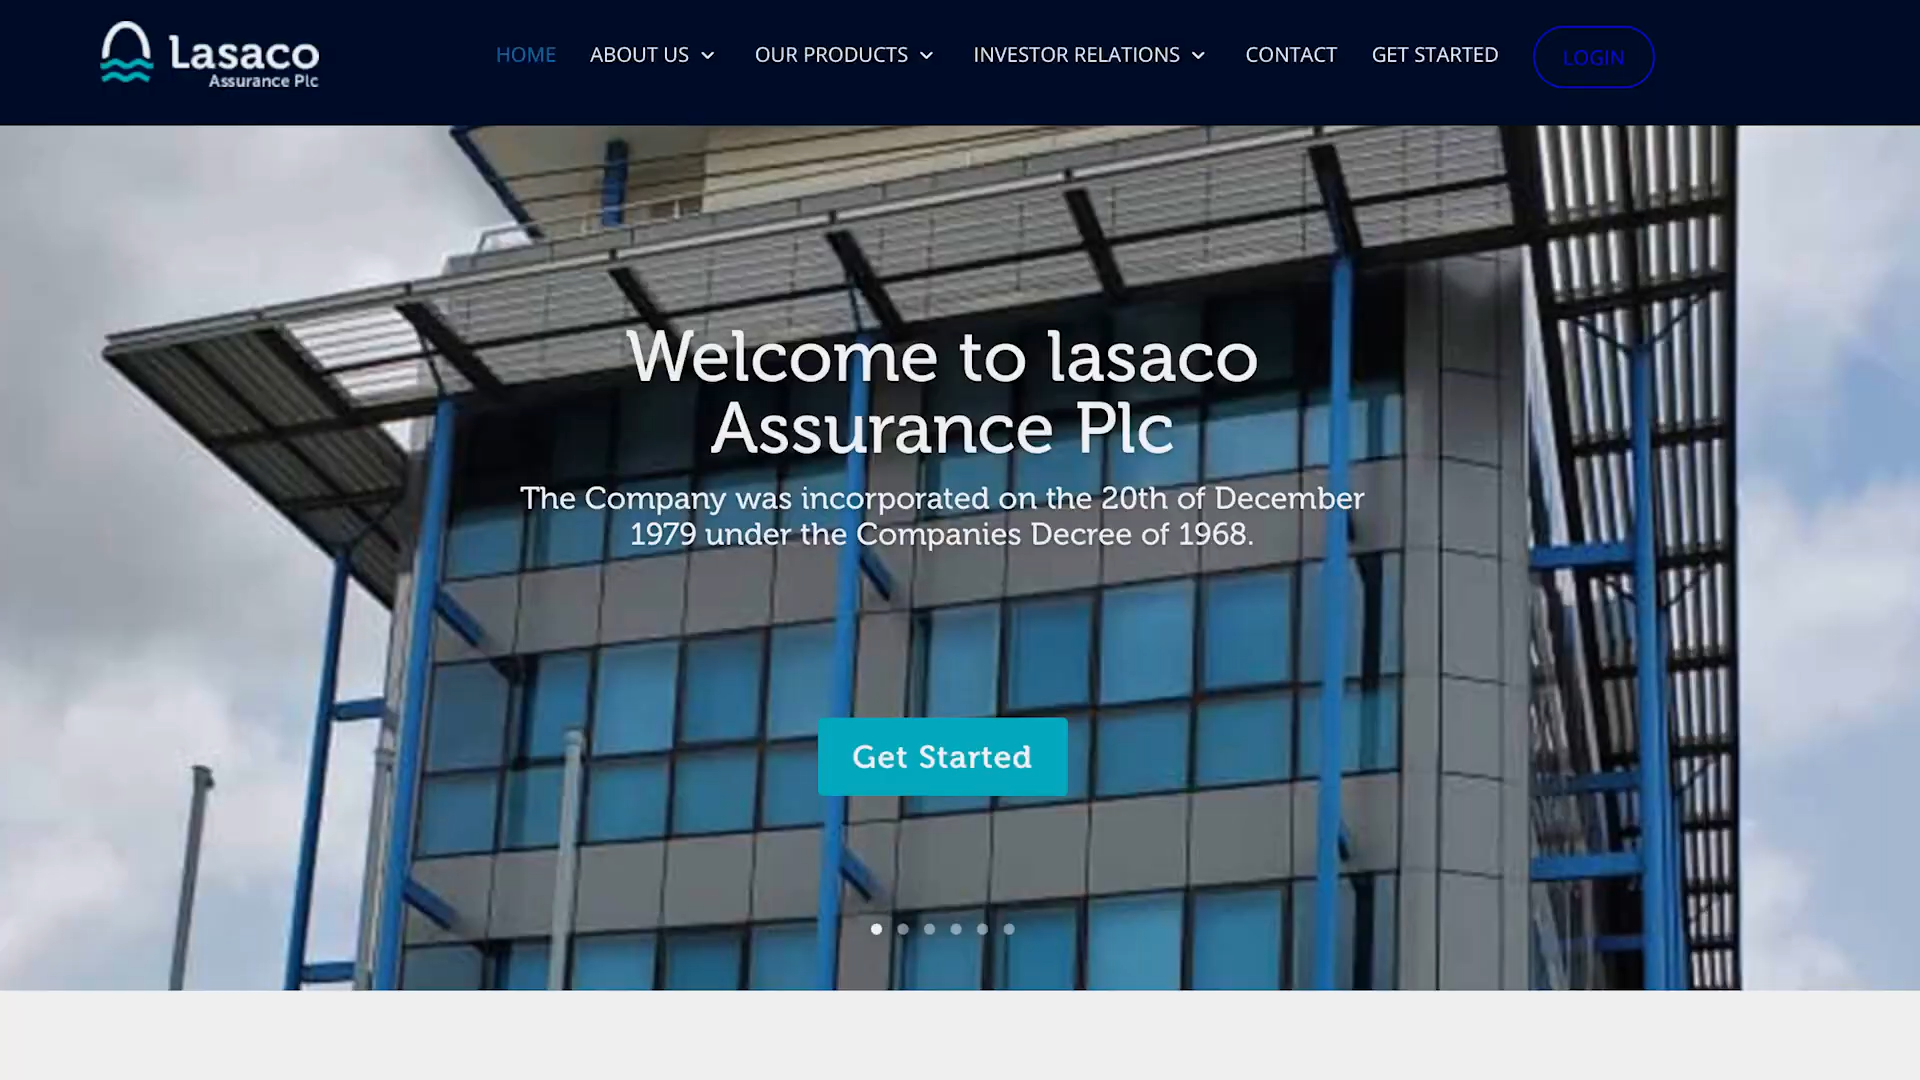 Lasaco
Assurance Plc
HOME
ABOUT US
OUR PRODUCTS
INVESTOR RELATIONS
CONTACT
GET STARTED
LOGIN
Welcome to lasaco
Assurance Plc
The Company was incorporated on the 20th of December
1979 under the Companies Decree of 1968.
Get Started